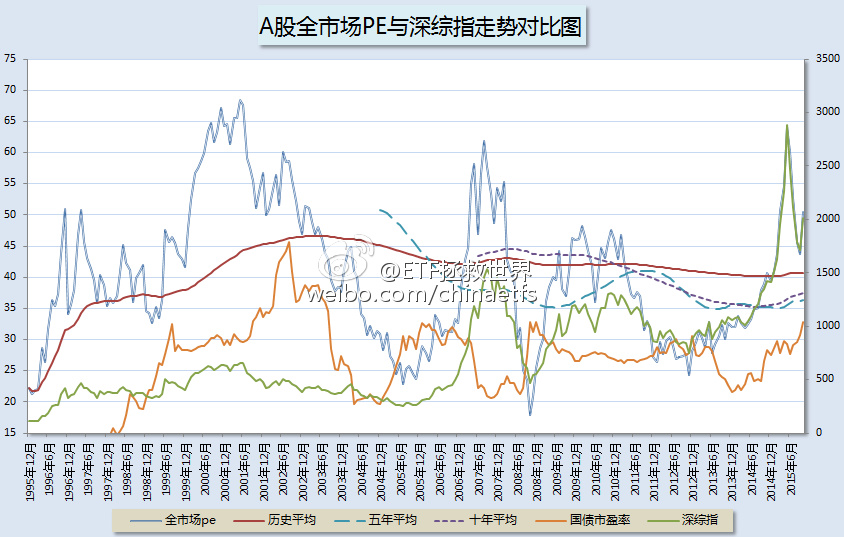 A股全市场PE与深综指走势对比图
75
70
65
60
55
50
45
40
35
30
25
20
15
3500
3000
2500
2000
1500
1000
500
0
@ETF拯救世界
weibo.com/chinaetfs
1995年12月
1996年6月
1996年12月
1997年6月
1997年12月
1998年6月
1998年12月
1999年6月
1999年12月
2000年6月
2000年12月
2001年6月
2001年12月
2002年6月
2002年12月
2003年6月
2003年12月
2004年6月
2004年12月
2005年6月
2005年12月
2006年6月
2006年12月
2007年6月
2007年12月
2008年6月
2008年12月
2009年6月
2009年12月
2010年6月
2010年12月
2011年6月
2011年12月
2012年6月
2012年12月
2013年6月
2013年12月
2014年6月
2014年12月
2015年6月
全市场pe
历史平均
五年平均
十年平均
国债市盈率
深综指